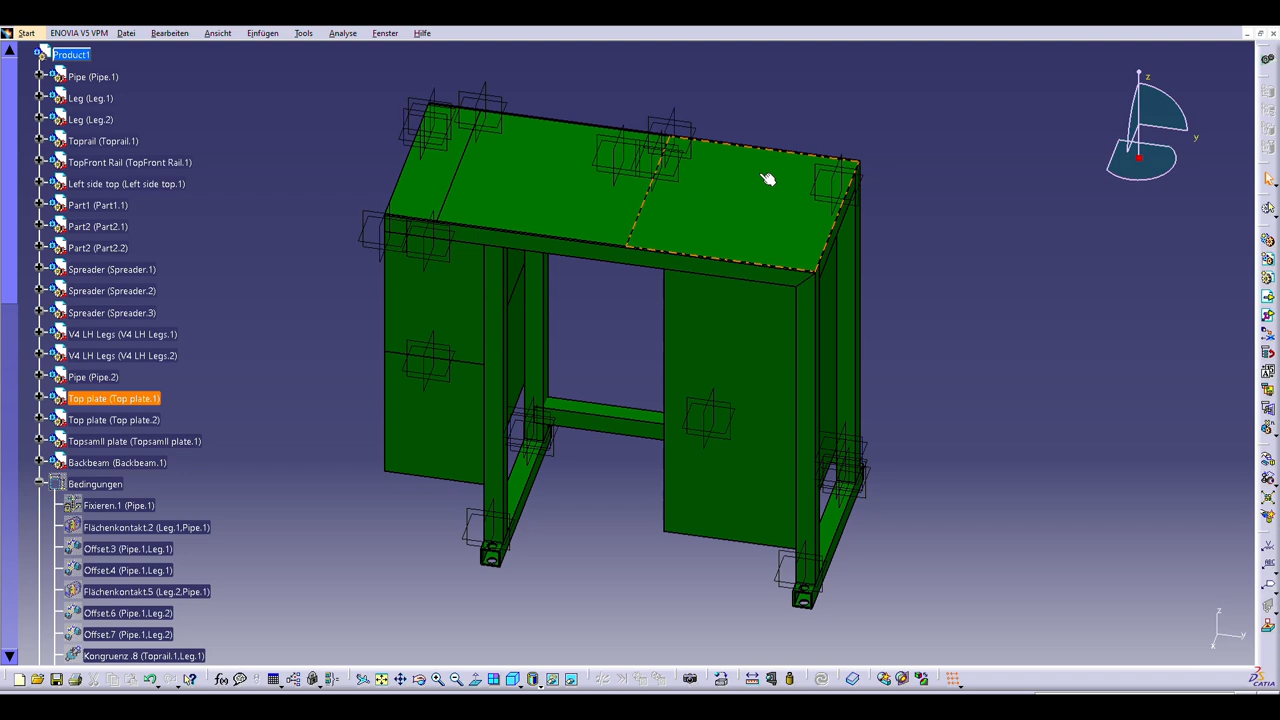 Start ENOVIA V5 VPM Datei Bearbeiten Ansicht Einfügen Tools Analyse Fenster Hilfe
Product1
Pipe (Pipe.1)
Leg (Leg.1)
Leg (Leg.2)
Toprail (Toprail.1)
TopFront Rail (TopFront Rail.1)
Left side top (Left side top.1)
Part1 (Part1.1)
Part2 (Part2.1)
Part2 (Part2.2)
Spreader (Spreader.1)
Spreader (Spreader.2)
Spreader (Spreader.3)
V4 LH Legs (V4 LH Legs.1)
V4 LH Legs (V4 LH Legs.2)
Pipe (Pipe.2)
Top plate (Top plate.1)
Top plate (Top plate.2)
Topsamll plate (Topsamll plate.1)
Backbeam (Backbeam.1)
Bedingungen
Fixieren.1 (Pipe.1)
Flächenkontakt.2 (Leg.1,Pipe.1)
Offset.3 (Pipe.1,Leg.1)
Offset.4 (Pipe.1,Leg.1)
Flächenkontakt.5 (Leg.2,Pipe.1)
Offset.6 (Pipe.1,Leg.2)
Offset.7 (Pipe.1,Leg.2)
Kongruenz .8 (Toprail.1,Leg.1)
z
y
z
y
x
f(x)
CATIA